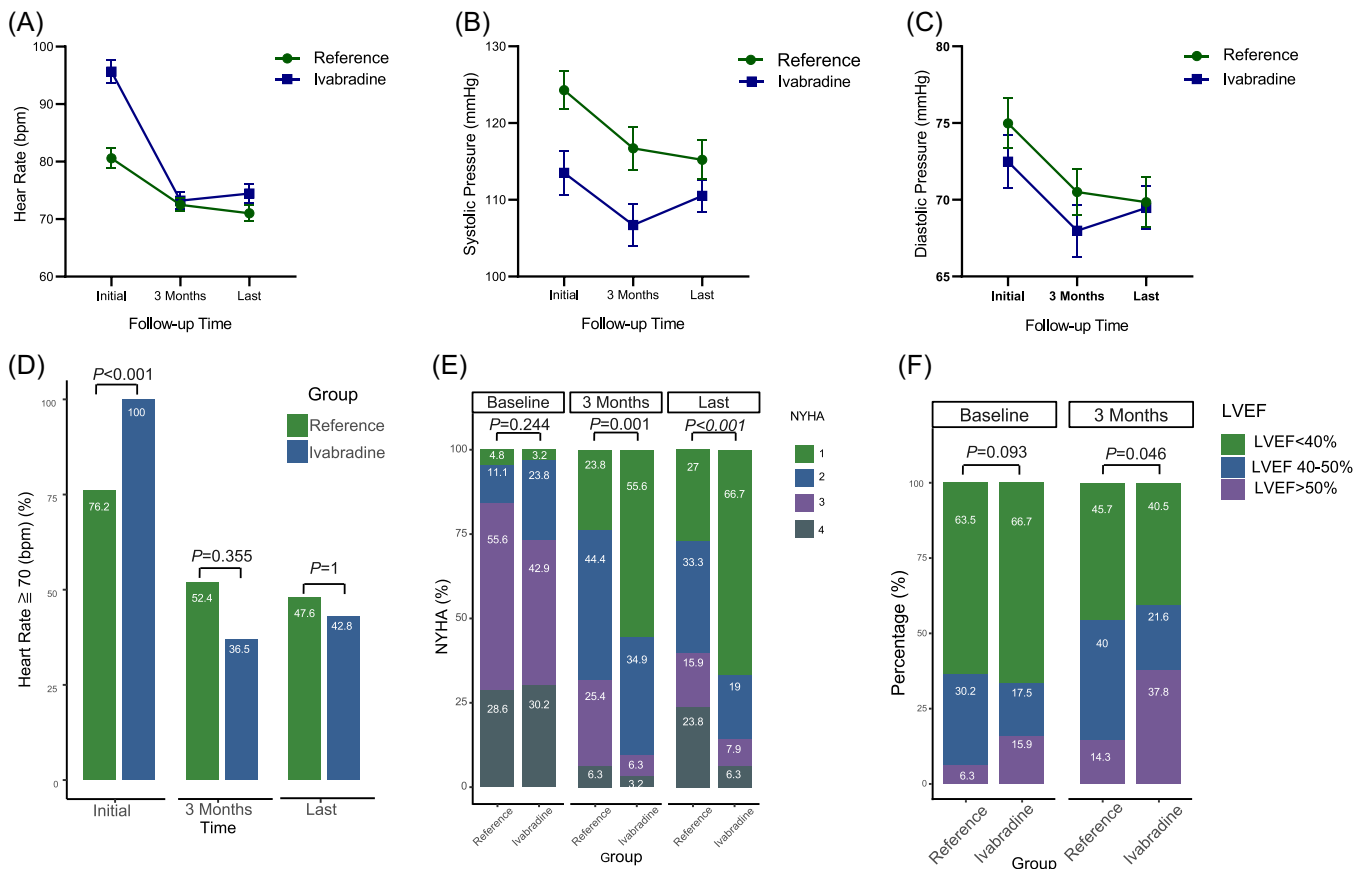 (A)
100
90
80
70
60
Hear Rate (bpm)
Reference
Ivabradine
Initial
3 Months
Last
Follow-up Time
(B)
130
120
110
100
Systolic Pressure (mmHg)
Reference
Ivabradine
Initial
3 Months
Last
Follow-up Time
(C)
80
75
70
65
Diastolic Pressure (mmHg)
Reference
Ivabradine
Initial
3 Months
Last
Follow-up Time
(D)
P<0.001
Group
Reference
Ivabradine
100
75
50
25
0
Heart Rate ≧ 70 (bpm) (%)
76.2
100
P=0.355
52.4
36.5
P=1
47.6
42.8
Initial
3 Months
Last
Time
(E)
Baseline
3 Months
Last
P=0.244
P=0.001
P<0.001
NYHA
1
2
3
4
100
75
50
25
0
NYHA (%)
4.8
11.1
55.6
28.6
3.2
23.8
42.9
30.2
23.8
44.4
25.4
6.3
55.6
34.9
6.3
3.2
27
33.3
15.9
23.8
66.7
19
7.9
6.3
Reference
Ivabradine
Reference
Ivabradine
Reference
Ivabradine
Group
(F)
Baseline
3 Months
P=0.093
P=0.046
LVEF
LVEF<40%
LVEF 40-50%
LVEF>50%
100
75
50
25
0
Percentage (%)
63.5
30.2
6.3
66.7
17.5
15.9
45.7
40
14.3
40.5
21.6
37.8
Reference
Ivabradine
Reference
Ivabradine
Group